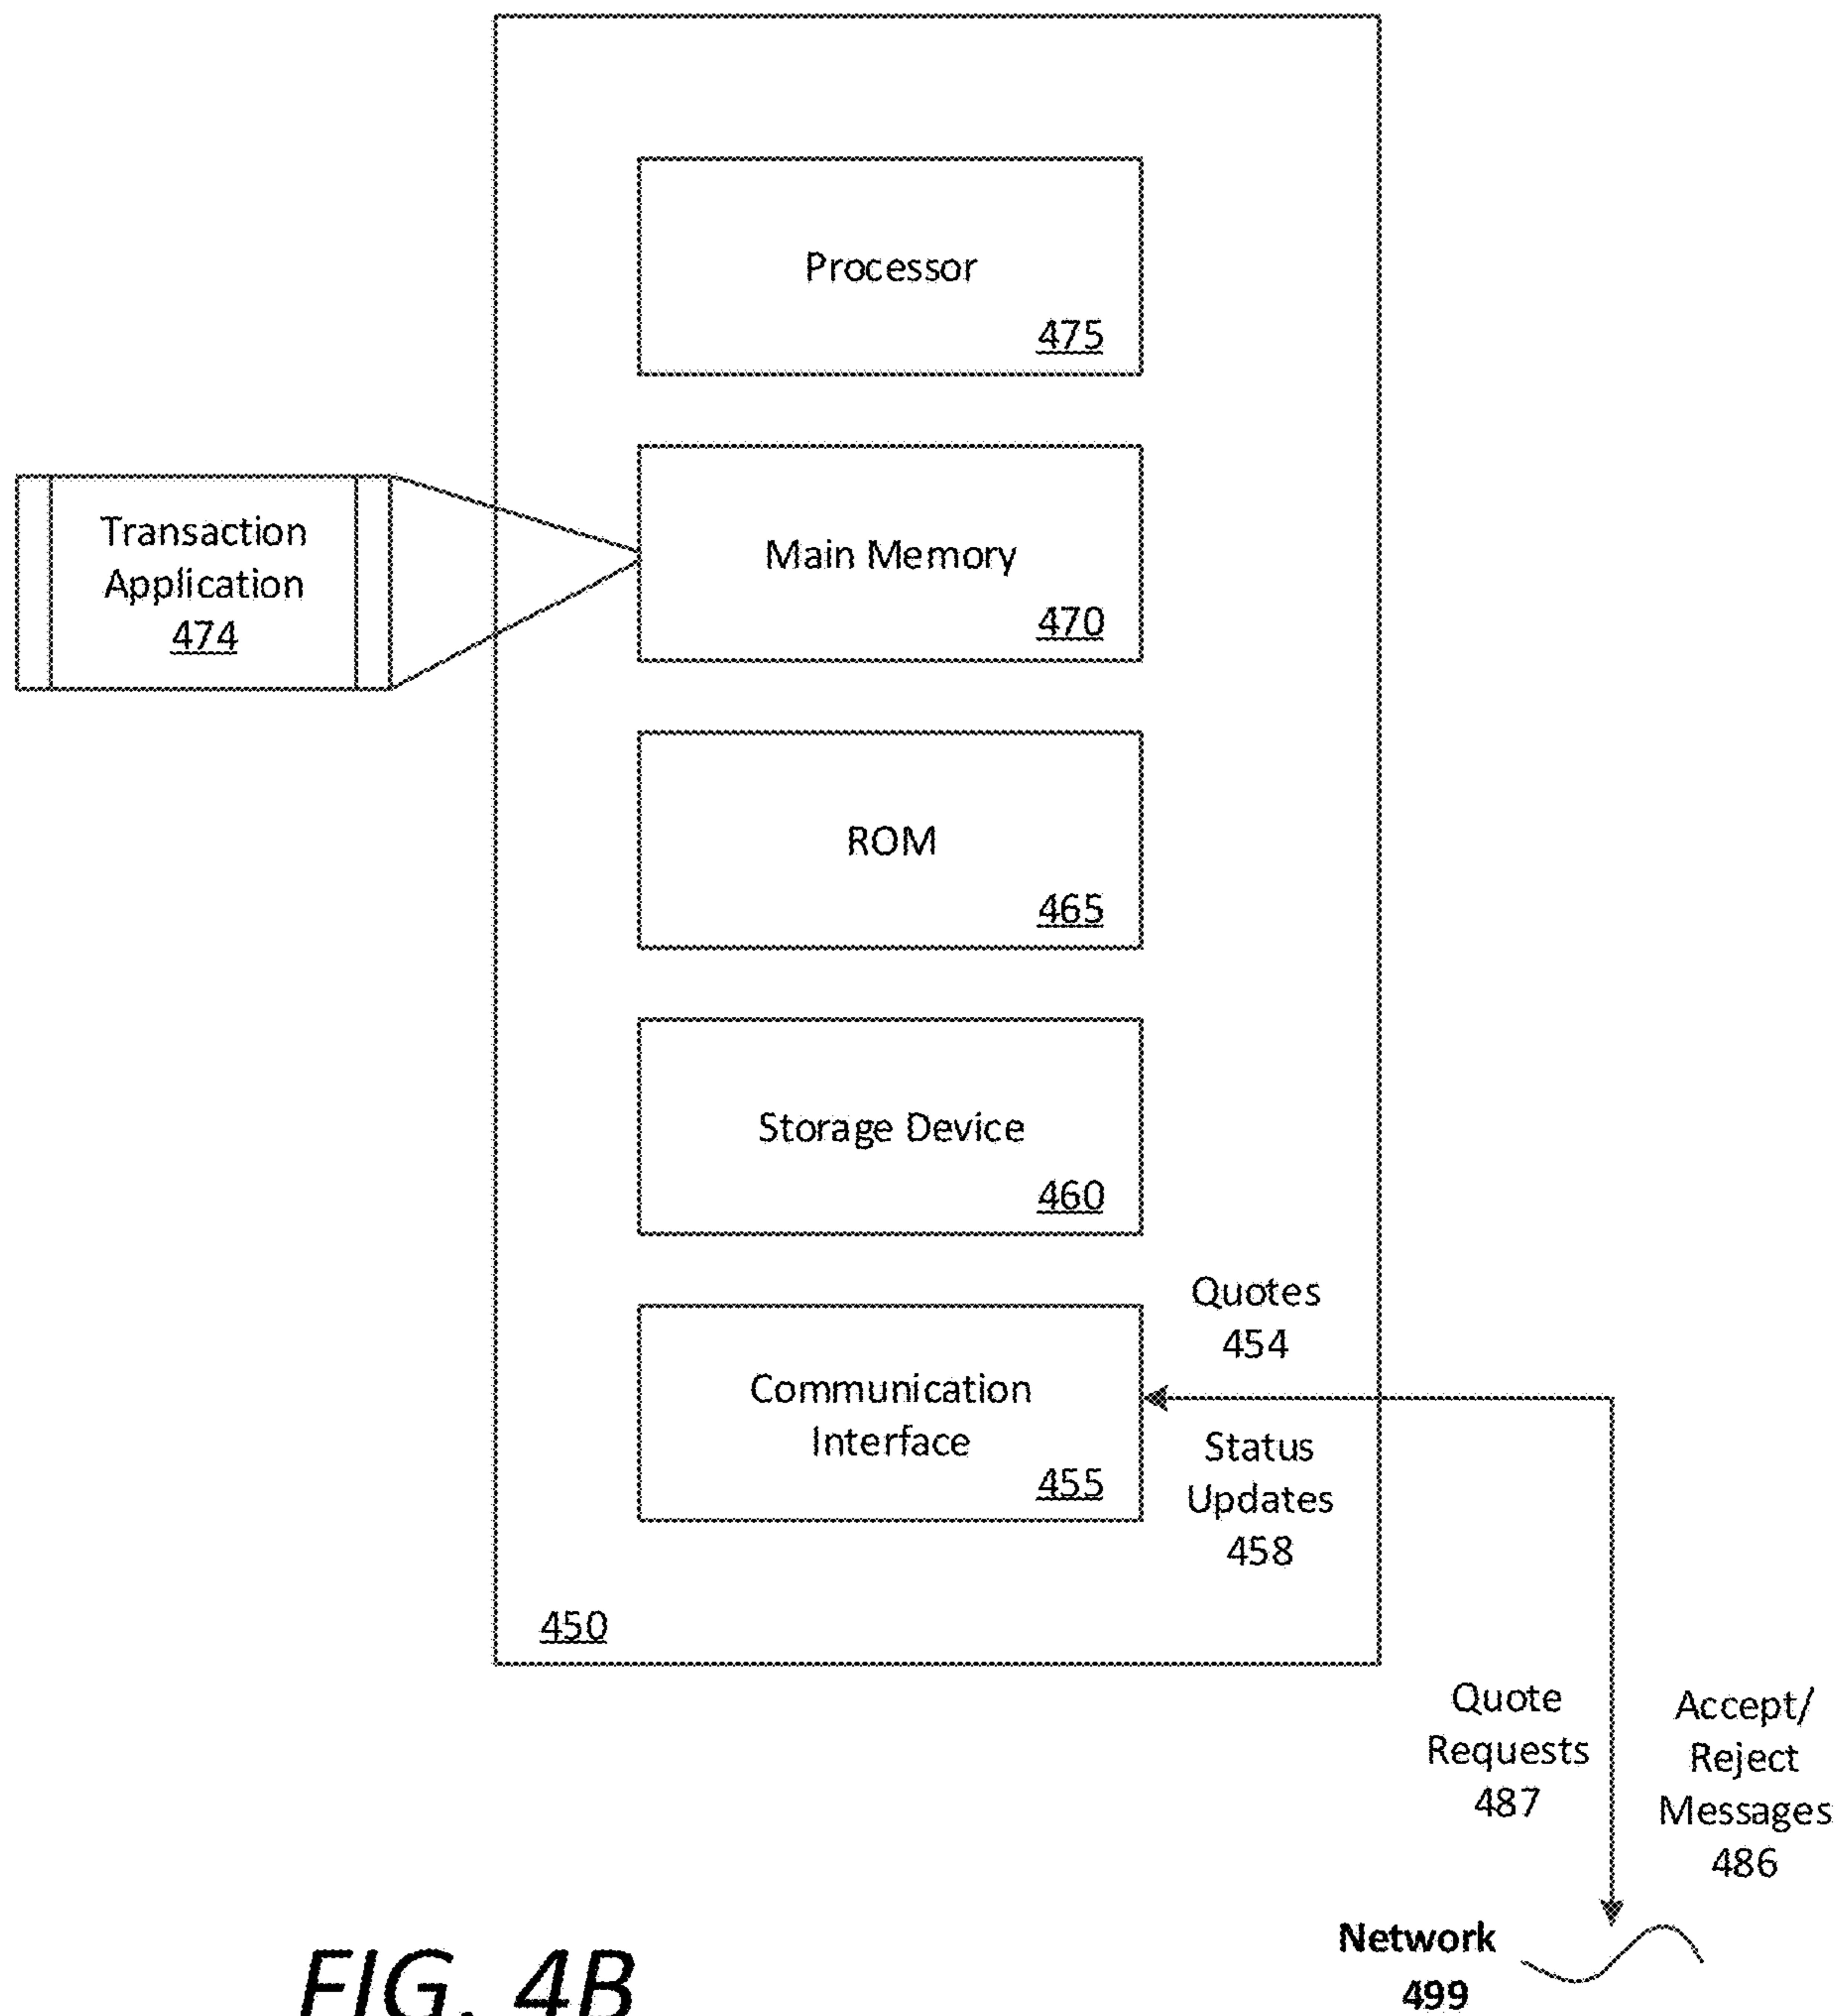 Processor
475
Transaction
Application
474
Main Memory
470
ROM
465
Storage Device
460
Quotes
454
Communication
Interface
455
Status
Updates
458
450
Quote
Requests
487
Accept/
Reject
Messages
486
Network
499
FIG. 4B